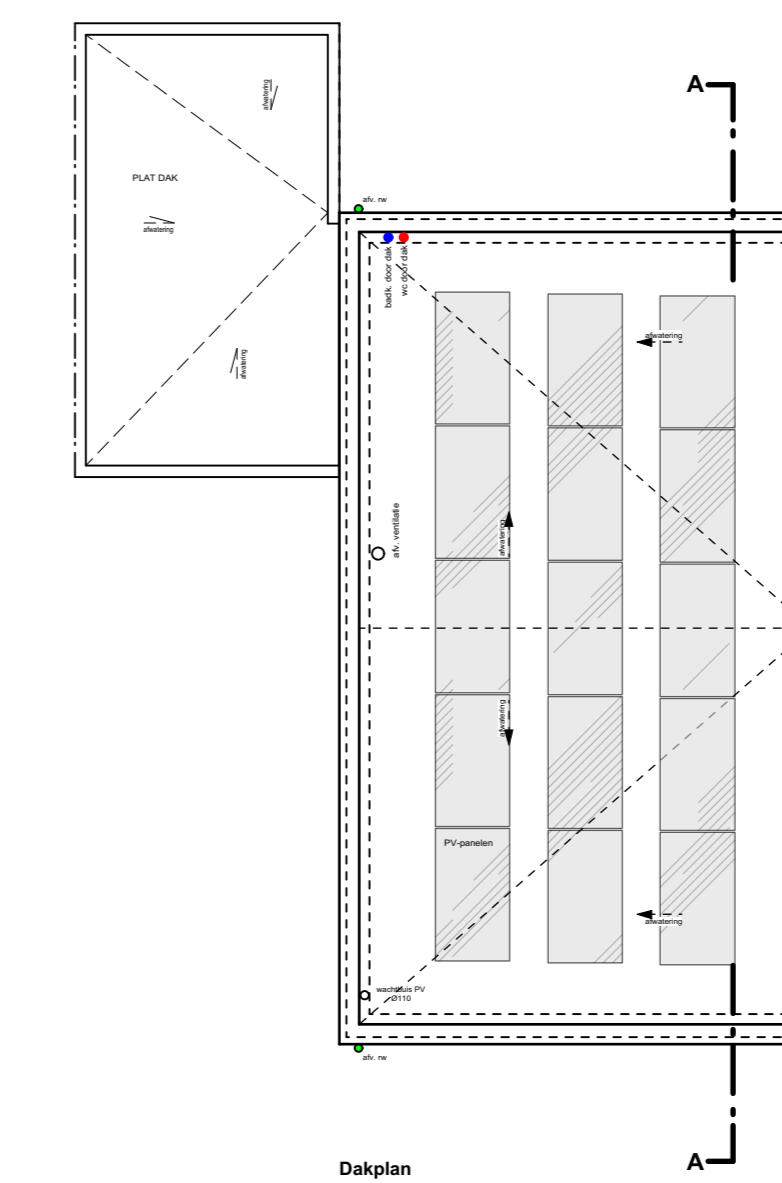 A
afwatering
PLAT DAK
afv. rw
afwatering
badk. door dak
wc door dak
afwatering
afwatering
afv. ventilatie
afwatering
afwatering
PV-panelen
afwatering
wachtbuis PV
Ø110
afv. rw
A
Dakplan